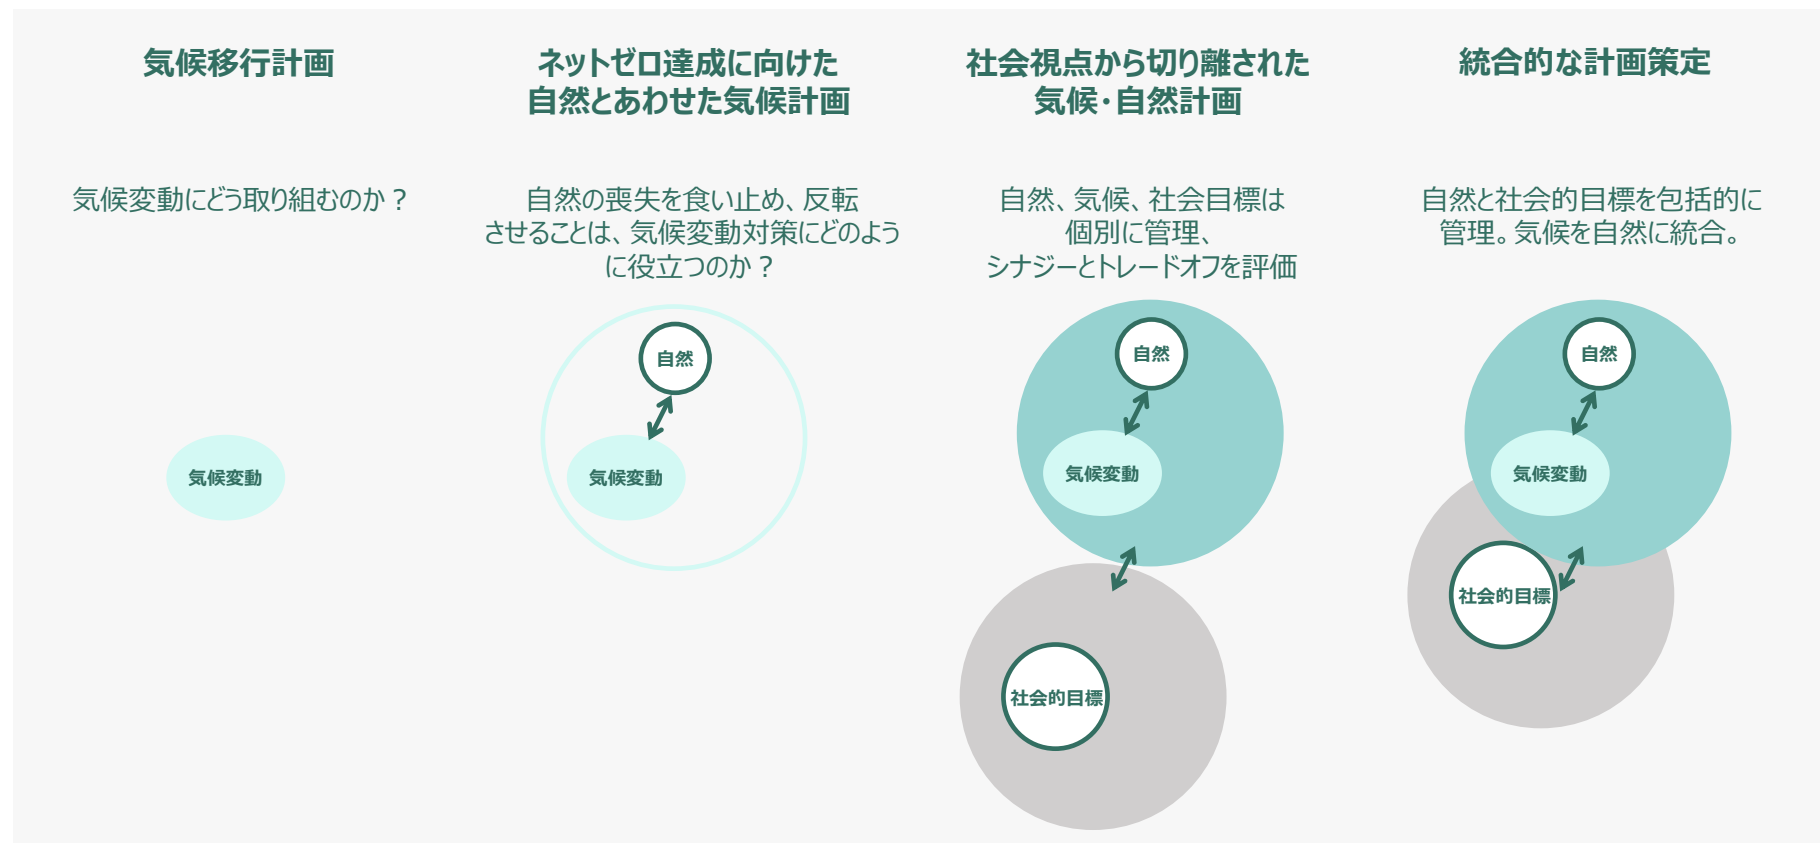 気候移行計画
気候変動にどう取り組むのか？
気候変動
ネットゼロ達成に向けた
自然とあわせた気候計画
自然の喪失を食い止め、反転
させることは、気候変動対策にどのよう
に役立つのか？
自然
気候変動
社会視点から切り離された
気候・自然計画
自然、気候、社会目標は
個別に管理、
シナジーとトレードオフを評価
自然
気候変動
社会的目標
統合的な計画策定
自然と社会的目標を包括的に
管理。気候を自然に統合。
自然
気候変動
社会的目標